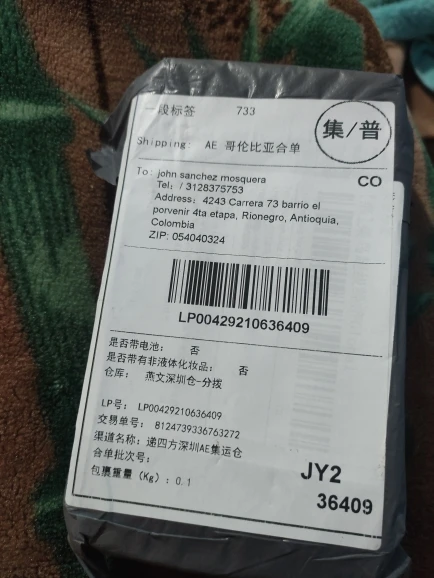 一段标签 733
集/普
Shipping: AE 哥伦比亚合单
To: john sanchez mosquera
CO
Tel: / 3128375753
Address: 4243 Carrera 73 barrio el
porvenir 4ta etapa, Rionegro, Antioquia,
Colombia
ZIP: 054040324
LP00429210636409
是否带电池: 否
是否带有非液体化妆品: 否
仓库: 燕文深圳仓-分拨
LP号: LP00429210636409
交易单号: 8124739336763272
渠道名称: 递四方深圳AE集运仓
合单批次号:
包裹重量 (Kg): 0.1
JY2
36409